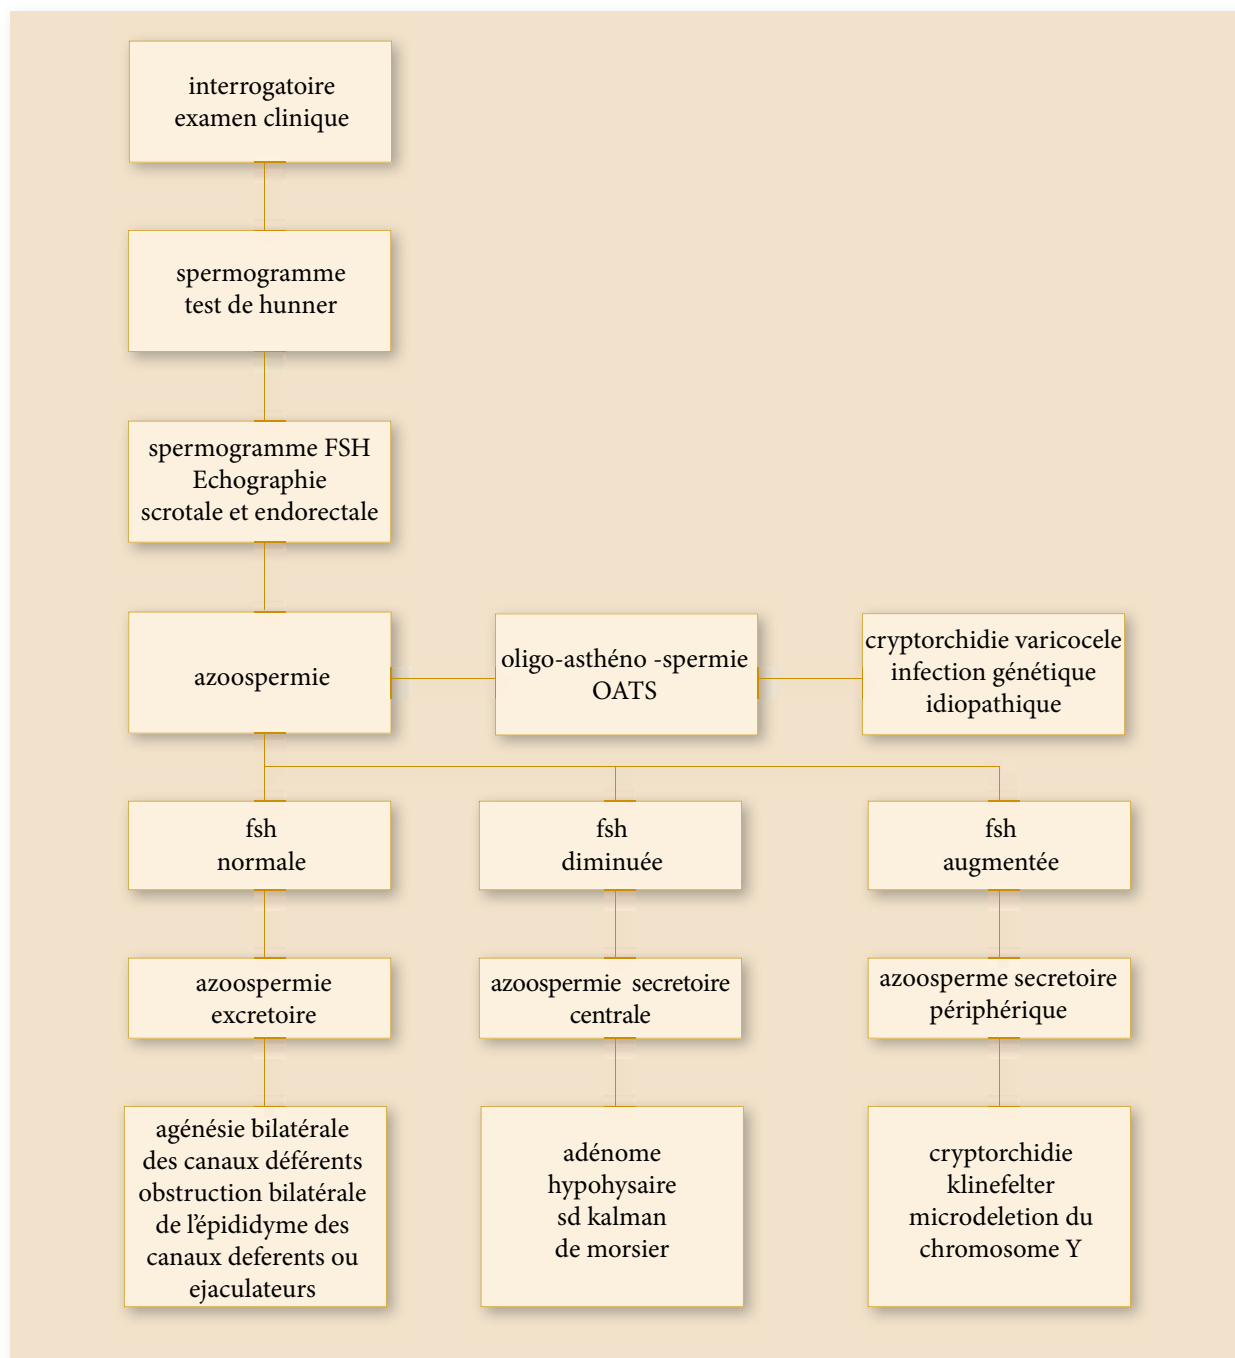 interrogatoire
examen clinique
spermogramme
test de hunner
spermogramme FSH
Echographie
scrotale et endorectale
azoospermie
oligo-asthéno -spermie
OATS
cryptorchidie varicocele
infection génétique
idiopathique
fsh
normale
fsh
diminuée
fsh
augmentée
azoospermie
excretoire
azoospermie secretoire
centrale
azoosperme secretoire
périphérique
agénésie bilatérale
des canaux déférents
obstruction bilatérale
de l'épididyme des
canaux deferents ou
ejaculateurs
adénome
hypohysaire
sd kalman
de morsier
cryptorchidie
klinefelter
microdeletion du
chromosome Y